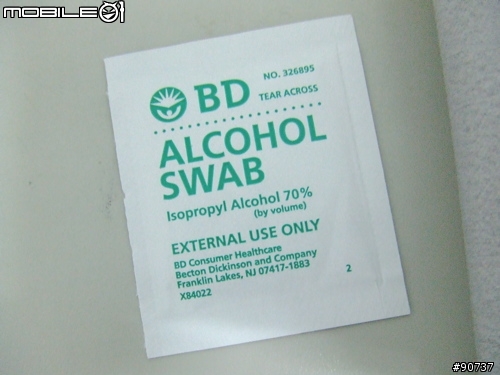 MOBILE01
BD
NO. 326895
TEAR ACROSS
ALCOHOL
SWAB
Isopropyl Alcohol 70%
(by volume)
EXTERNAL USE ONLY
BD Consumer Healthcare
Becton Dickinson and Company
Franklin Lakes, NJ 07417-1883
X84022
2
#90737